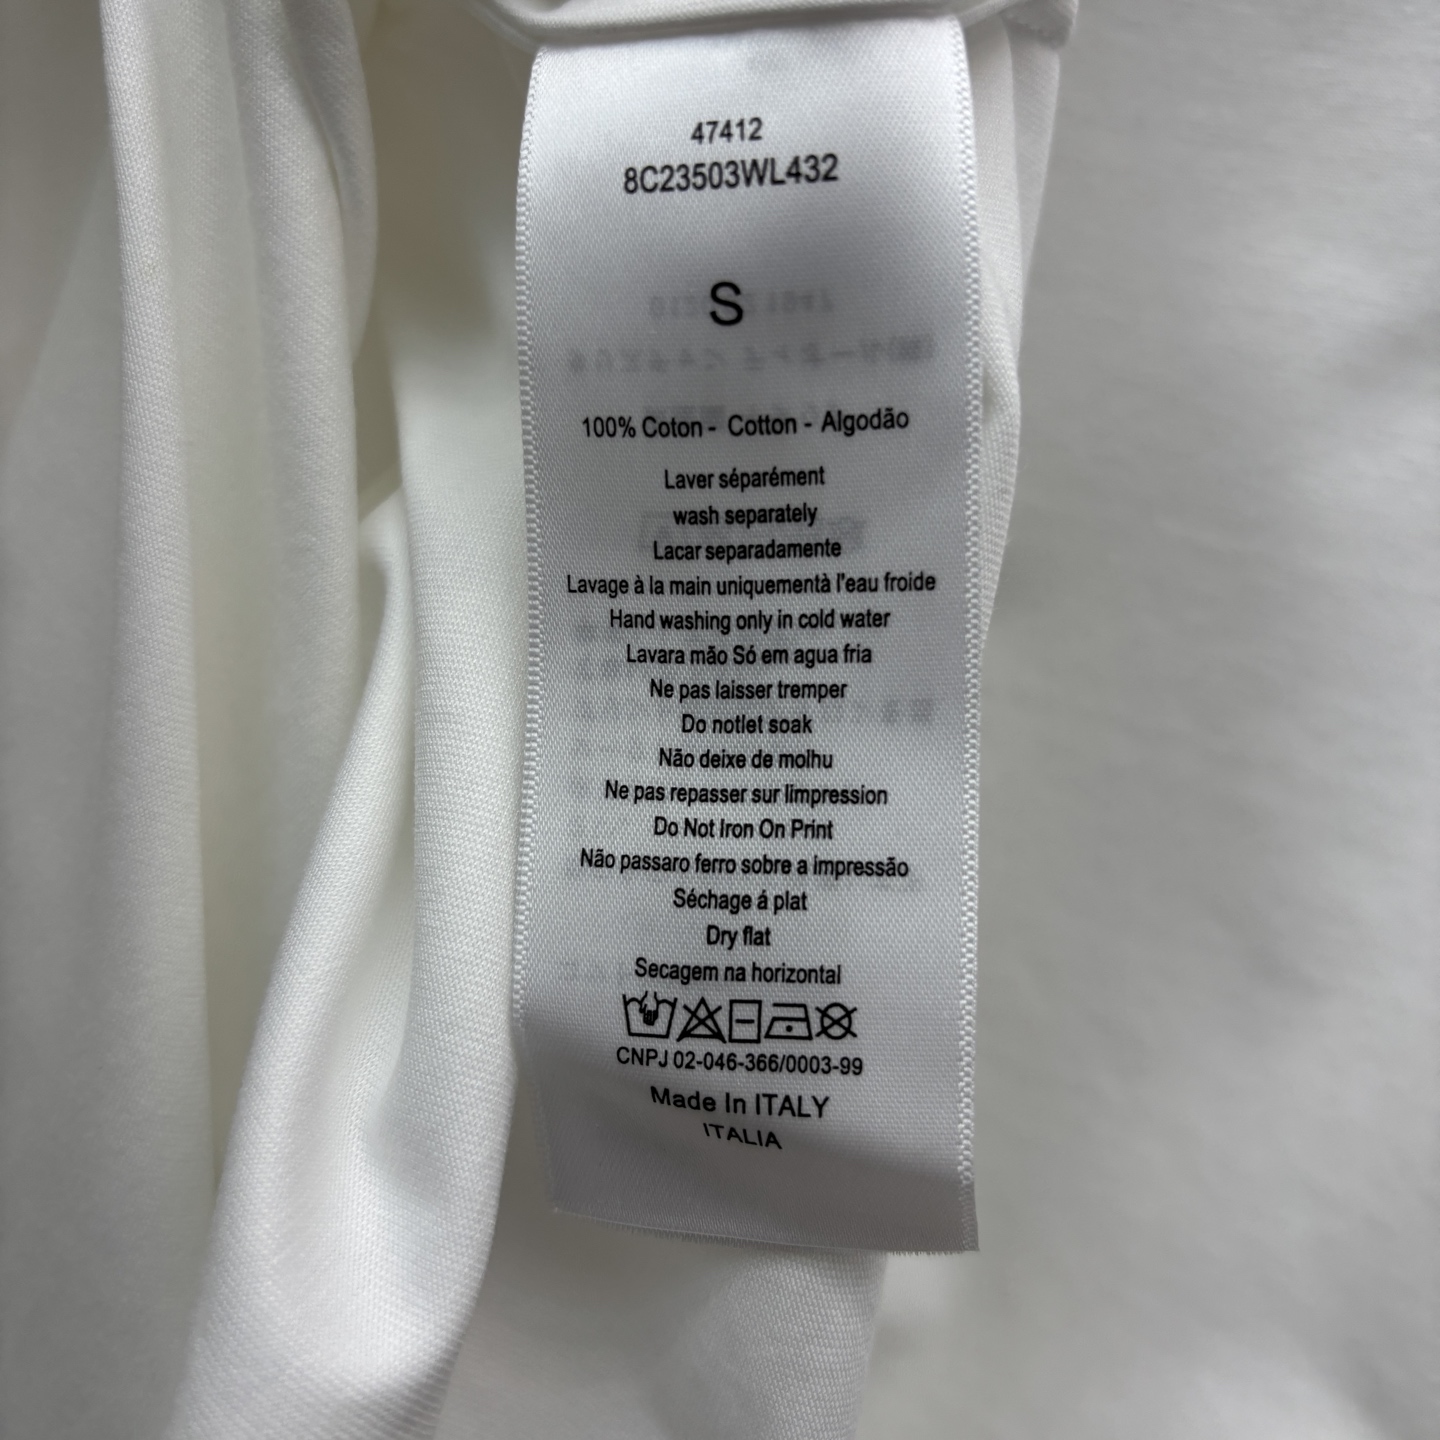 47412
8C23503WL432
S
100% Coton - Cotton - Algodão
Laver séparément
wash separately
Lacar separadamente
Lavage à la main uniquementà l'eau froide
Hand washing only in cold water
Lavara mão Só em agua fria
Ne pas laisser tremper
Do notlet soak
Não deixe de molhu
Ne pas repasser sur limpression
Do Not Iron On Print
Não passaro ferro sobre a impressão
Séchage á plat
Dry flat
Secagem na horizontal
CNPJ 02-046-366/0003-99
Made In ITALY
ITALIA